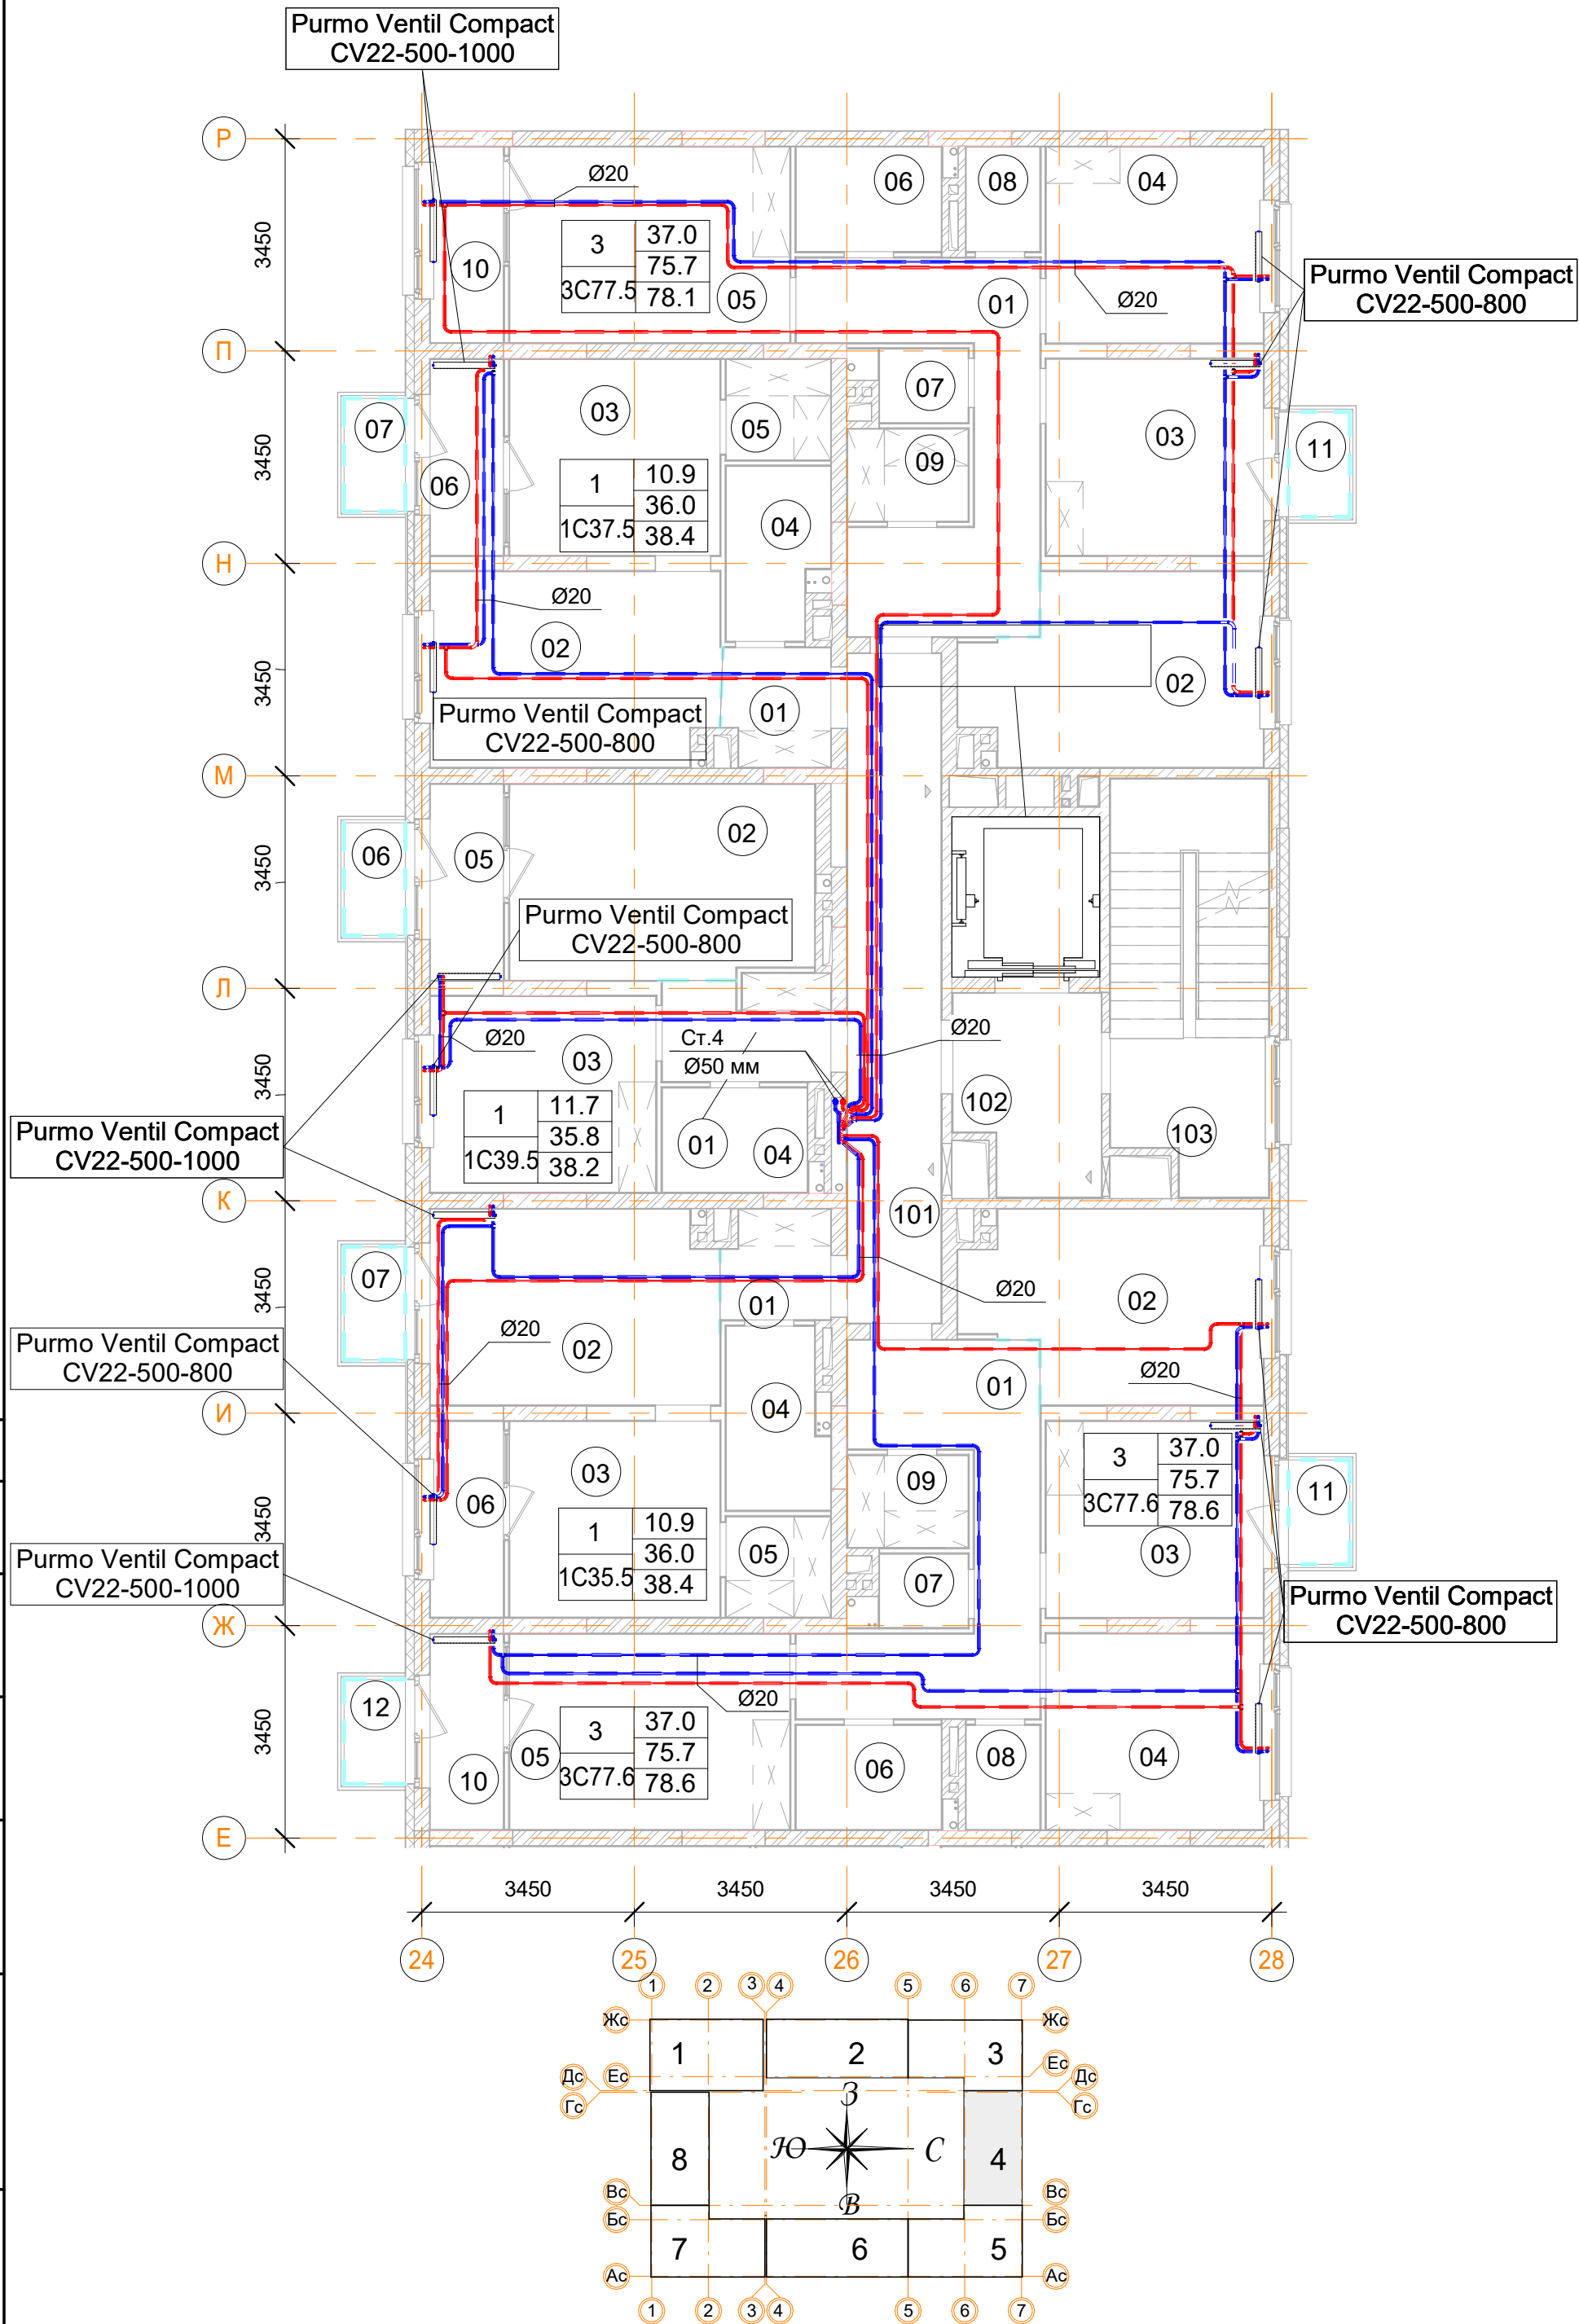 Purmo Ventil Compact
CV22-500-1000
Р
Ø20
06
08
04
3
37.0
75.7
3С77.5
78.1
3450
10
05
01
Ø20
Purmo Ventil Compact
CV22-500-800
П
07
03
05
07
03
11
09
06
3450
1
10.9
36.0
1С37.5
38.4
04
Н
Ø20
02
02
3450
01
Purmo Ventil Compact
CV22-500-800
М
02
06
05
3450
Purmo Ventil Compact
CV22-500-800
Л
Ø20
03
Ст.4
Ø50 мм
Ø20
3450
1
11.7
35.8
1С39.5
38.2
01
04
102
103
Purmo Ventil Compact
CV22-500-1000
К
101
07
3450
01
Ø20
02
Ø20
02
Purmo Ventil Compact
CV22-500-800
01
Ø20
И
04
03
06
09
3
37.0
75.7
3С77.6
78.6
11
3450
1
10.9
36.0
1С35.5
38.4
05
07
03
Purmo Ventil Compact
CV22-500-1000
Purmo Ventil Compact
CV22-500-800
Ж
12
Ø20
3
37.0
75.7
3С77.6
78.6
05
10
06
08
04
3450
Е
3450
3450
3450
3450
24
25
26
27
28
1
2
3
4
5
6
7
Жс
Жс
1
2
3
Ес
Ес
Дс
Дс
Гс
Гс
З
Ю
С
В
8
4
Вс
Вс
Бс
Бс
7
6
5
Ас
Ас
1
2
3
4
5
6
7